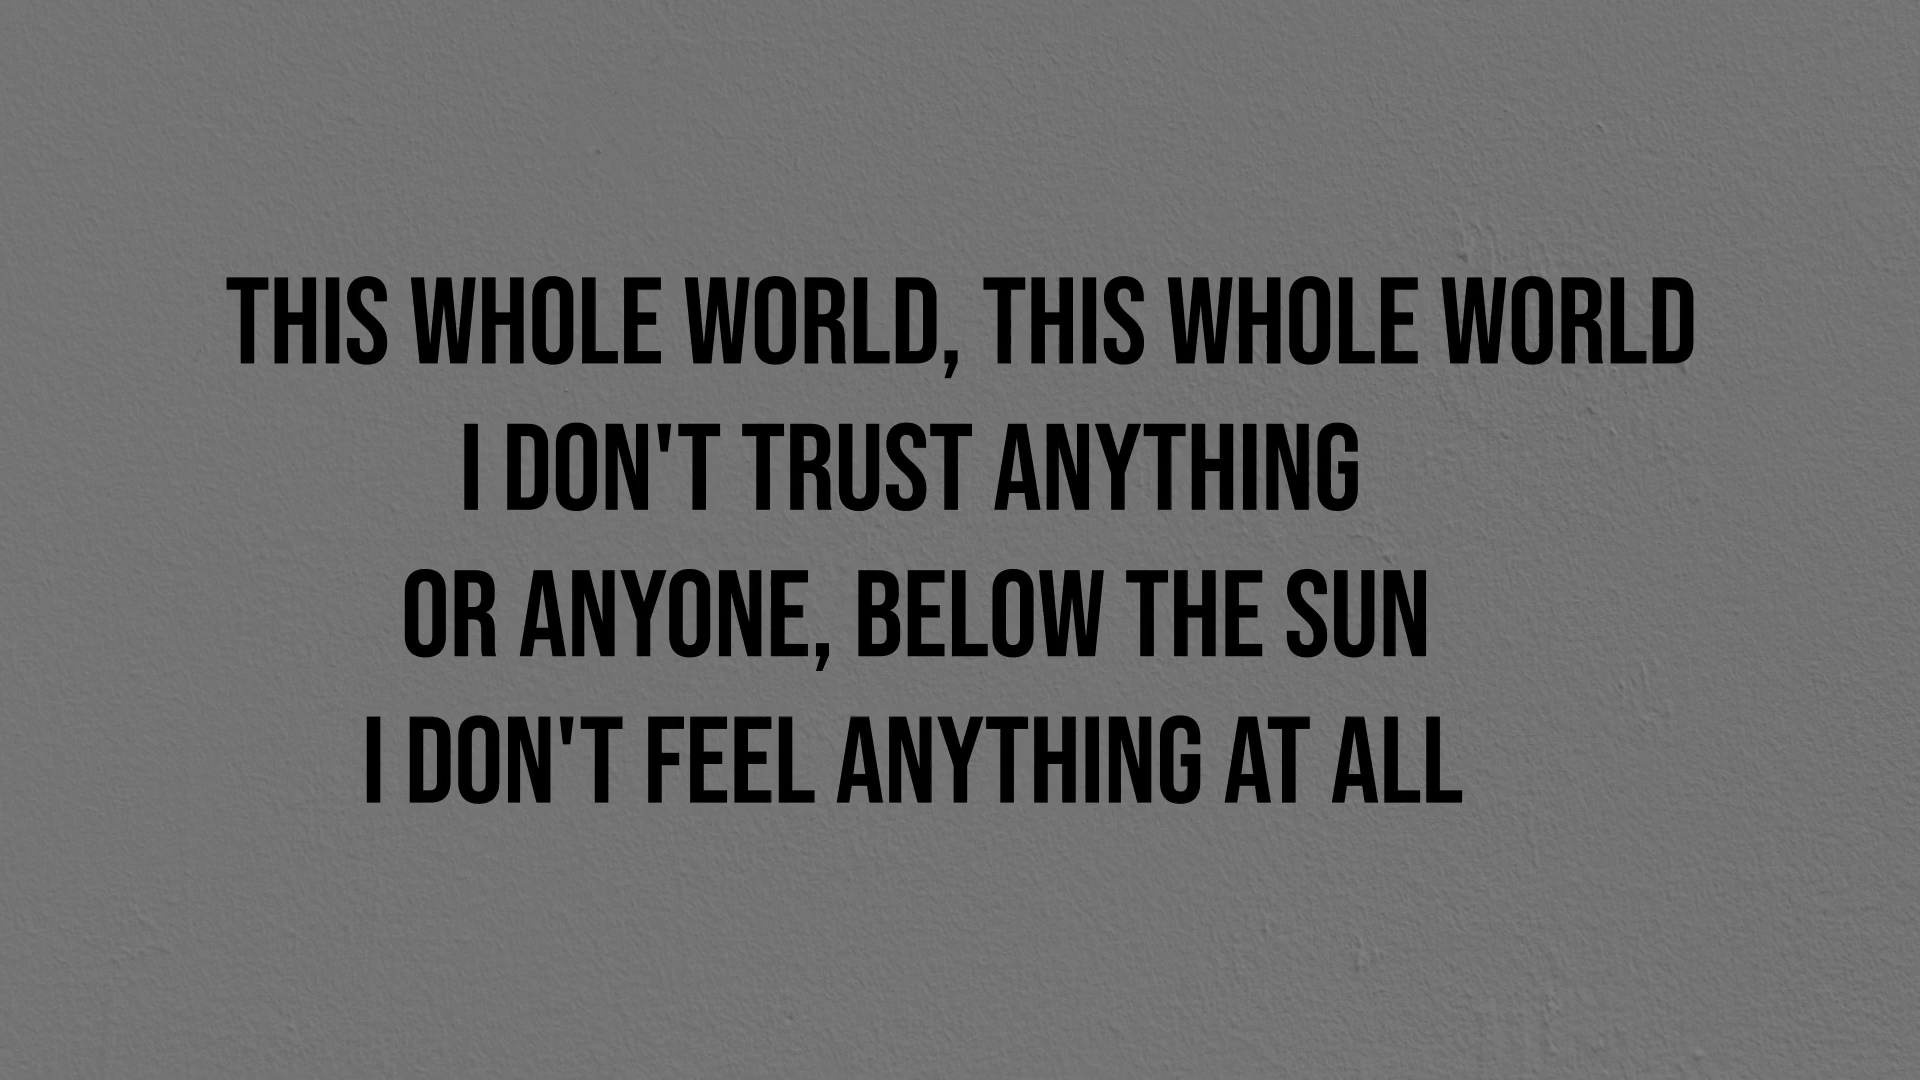 THIS WHOLE WORLD, THIS WHOLE WORLD
I DON'T TRUST ANYTHING
OR ANYONE, BELOW THE SUN
I DON'T FEEL ANYTHING AT ALL